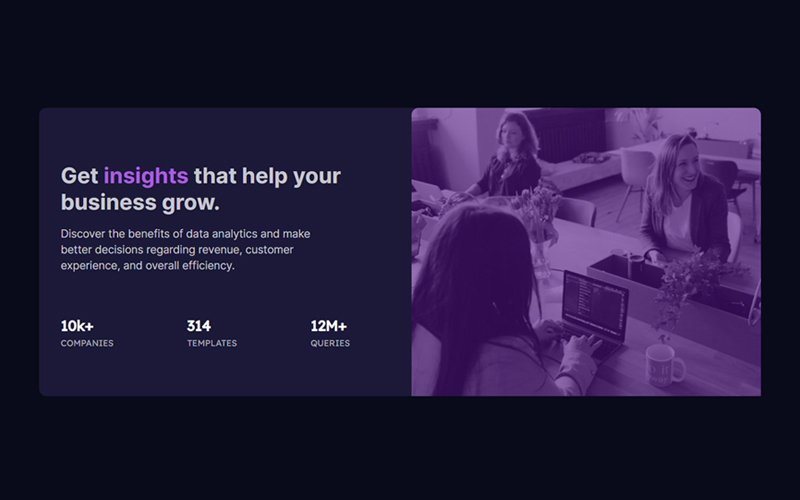 Get insights that help your
business grow.
Discover the benefits of data analytics and make
better decisions regarding revenue, customer
experience, and overall efficiency.
10k+ 314 12M+
COMPANIES TEMPLATES QUERIES